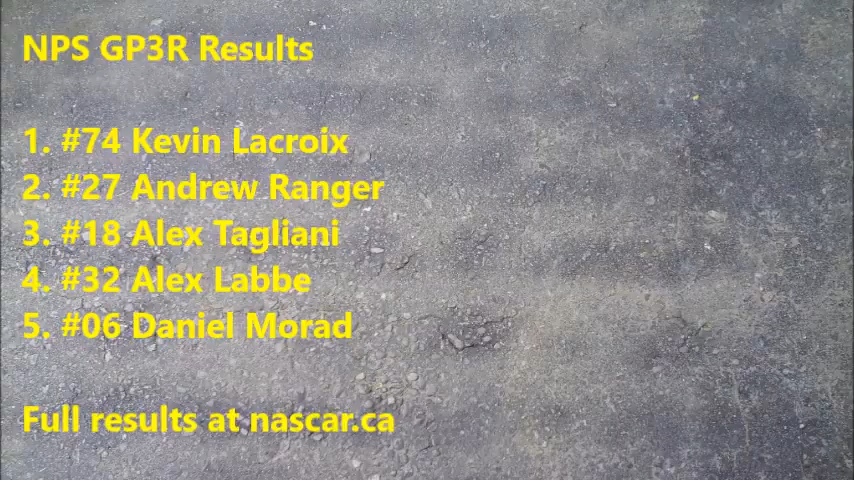 NPS GP3R Results
1. #74 Kevin Lacroix
2. #27 Andrew Ranger
3. #18 Alex Tagliani
4. #32 Alex Labbe
5. #06 Daniel Morad
Full results at nascar.ca